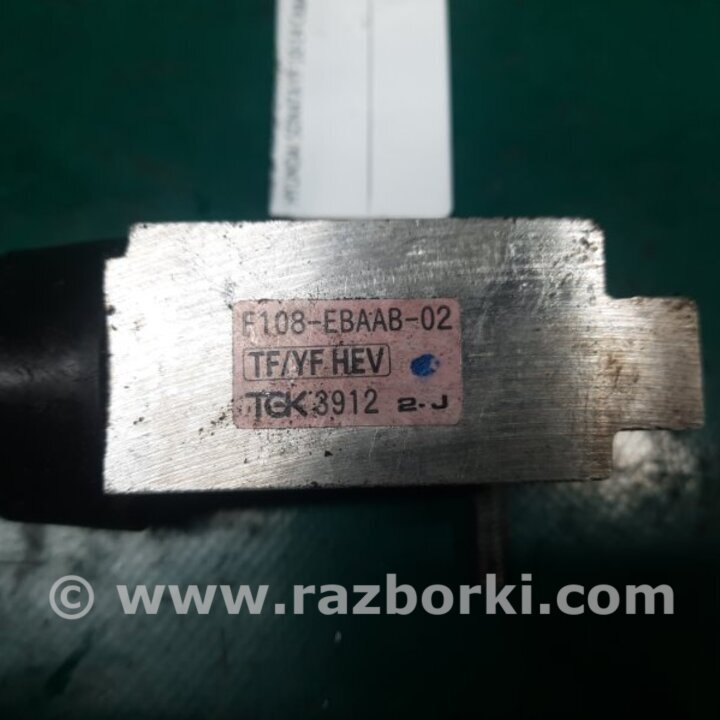 F108-EBAAB-02
TF/YF HEV
TGK 3912 2-J
© www.razborki.com